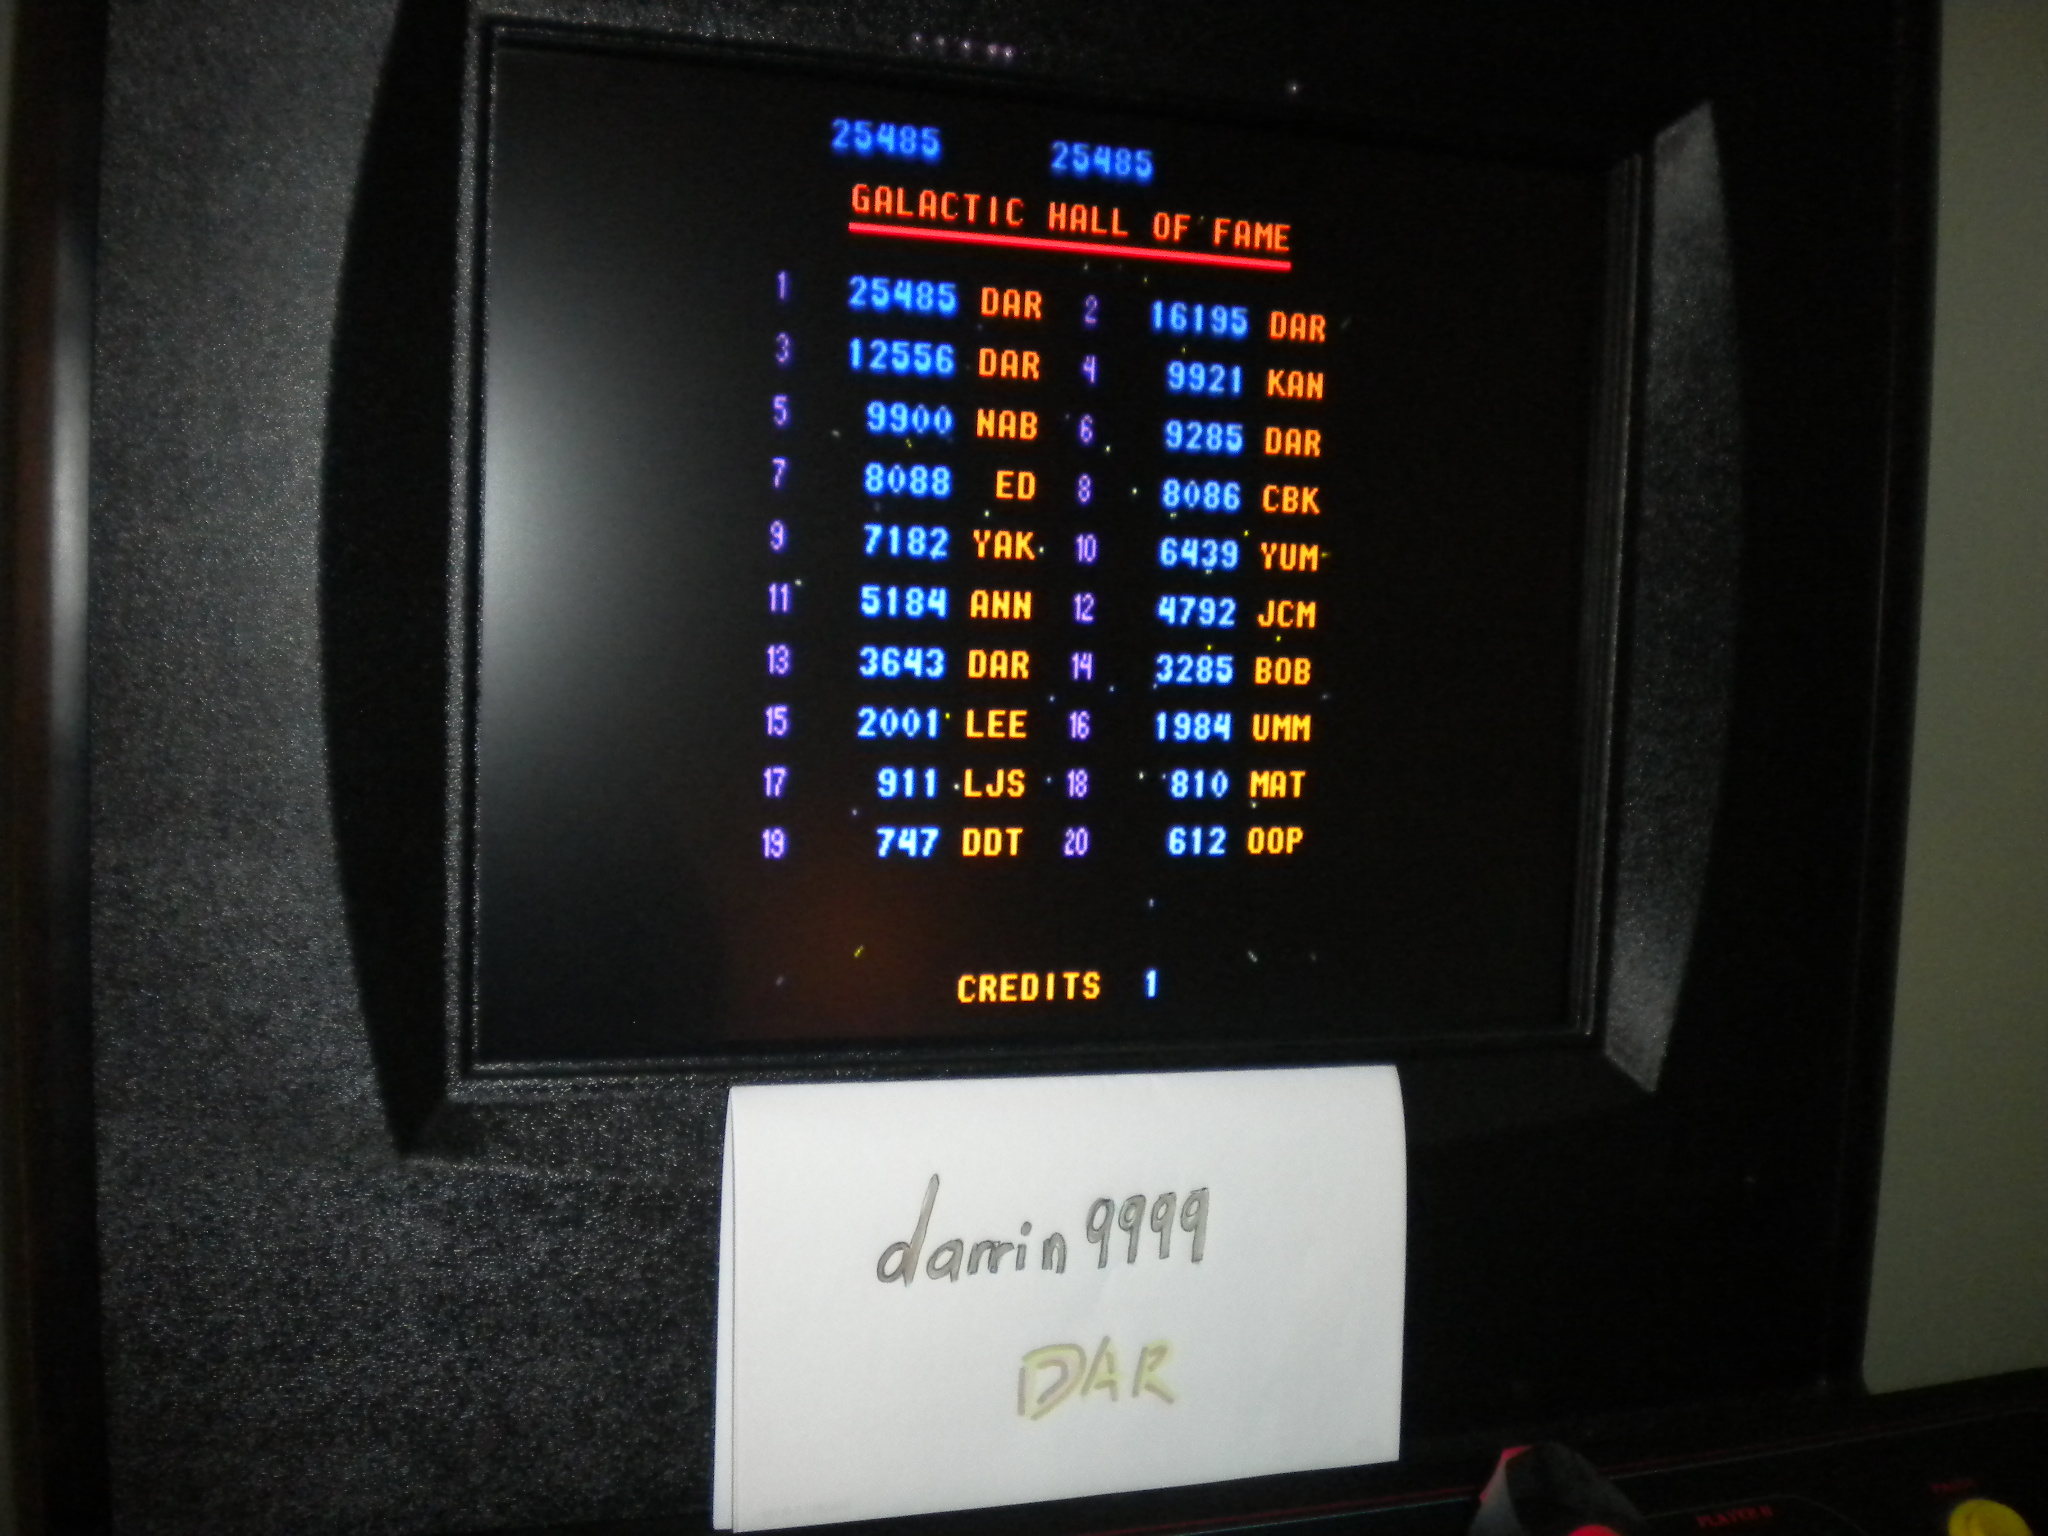 25485 25485
GALACTIC HALL OF FAME
1 25485 DAR 2 16195 DAR
3 12556 DAR 4 9921 KAN
5 9900 NAB 6 9285 DAR
7 8088 ED 8 8086 CBK
9 7182 YAK 10 6439 YUM
11 5184 ANN 12 4792 JCM
13 3643 DAR 14 3285 BOB
15 2001 LEE 16 1984 UMM
17 911 LJS 18 810 MAT
19 747 DDT 20 612 OOP
CREDITS 1
darrin9999
DAR
PLAYER II